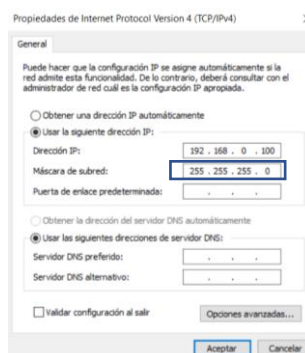 Propiedades de Internet Protocol Version 4 (TCP/IPv4)
General
Puede hacer que la configuración IP se asigne automáticamente si la
red admite esta funcionalidad. De lo contrario, deberá consultar con el
administrador de red cuál es la configuración IP apropiada.
Obtener una dirección IP automáticamente
Usar la siguiente dirección IP:
Dirección IP: 192 . 168 . 0 . 100
Máscara de subred: 255 . 255 . 255 . 0
Puerta de enlace predeterminada: . . .
Obtener la dirección del servidor DNS automáticamente
Usar las siguientes direcciones de servidor DNS:
Servidor DNS preferido: . . .
Servidor DNS alternativo: . . .
Validar configuración al salir Opciones avanzadas...
Aceptar Cancelar